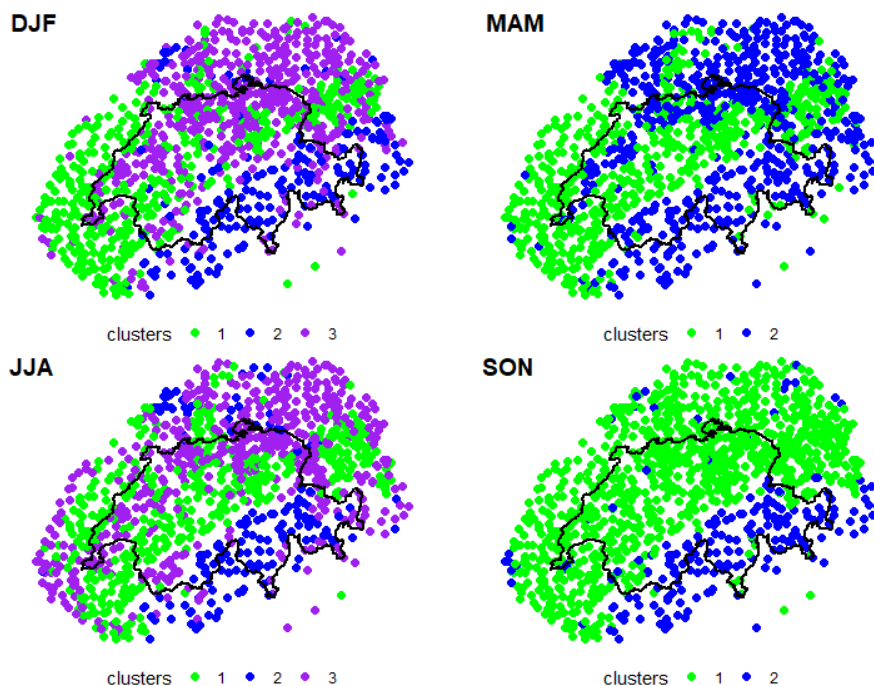 DJF
MAM
clusters 1 2 3
clusters 1 2
JJA
SON
clusters 1 2 3
clusters 1 2